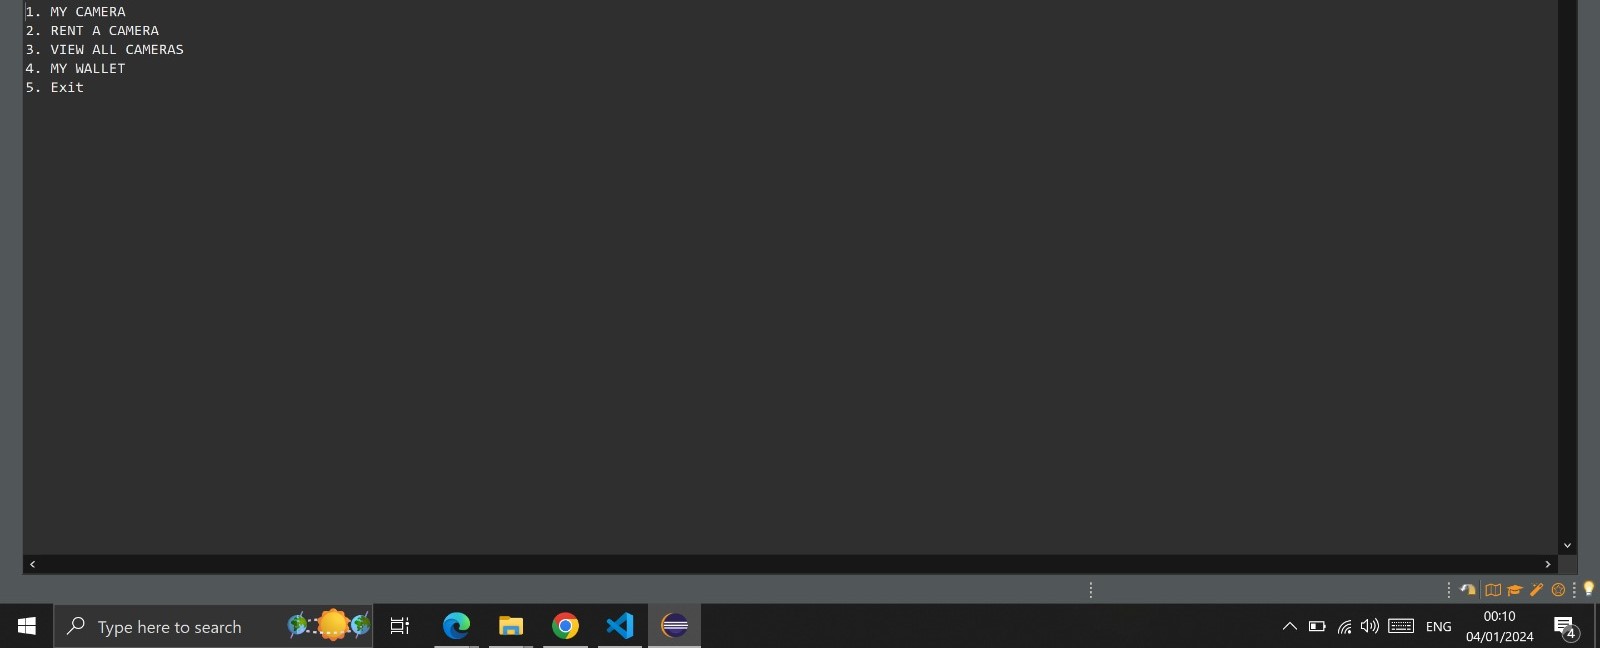 1. MY CAMERA
2. RENT A CAMERA
3. VIEW ALL CAMERAS
4. MY WALLET
5. Exit
Type here to search
ENG
00:10
04/01/2024
4